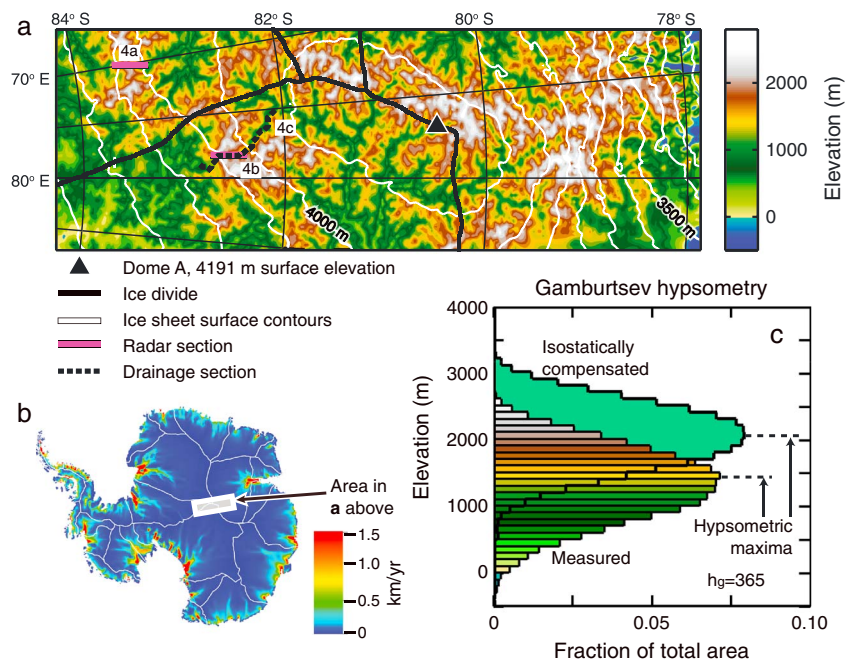 84° S
82° S
80° S
78° S
a
4a
70° E
4c
80° E
4b
4000 m
3500 m
2000
1000
0
Elevation (m)
Dome A, 4191 m surface elevation
Ice divide
Ice sheet surface contours
Radar section
Drainage section
b
Area in
a above
1.5
1.0
0.5
0
km/yr
Gamburtsev hypsometry
c
4000
3000
2000
1000
0
Elevation (m)
Isostatically
compensated
Hypsometric
maxima
Measured
hg=365
0
0.05
0.10
Fraction of total area